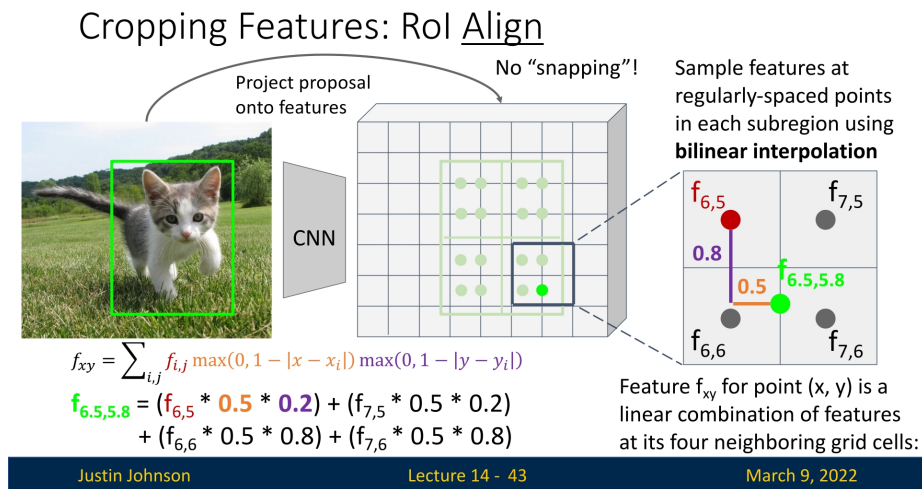 Cropping Features: RoI Align
Project proposal
onto features
No “snapping”!
Sample features at
regularly-spaced points
in each subregion using
bilinear interpolation
CNN
f6,5
f7,5
0.8
0.5
f6.5,5.8
f6,6
f7,6
fxy = ∑i,j fi,j max(0, 1 − |x − xi|) max(0, 1 − |y − yi|)
f6.5,5.8 = (f6,5 * 0.5 * 0.2) + (f7,5 * 0.5 * 0.2)
+ (f6,6 * 0.5 * 0.8) + (f7,6 * 0.5 * 0.8)
Feature fxy for point (x, y) is a
linear combination of features
at its four neighboring grid cells:
Justin Johnson
Lecture 14 - 43
March 9, 2022